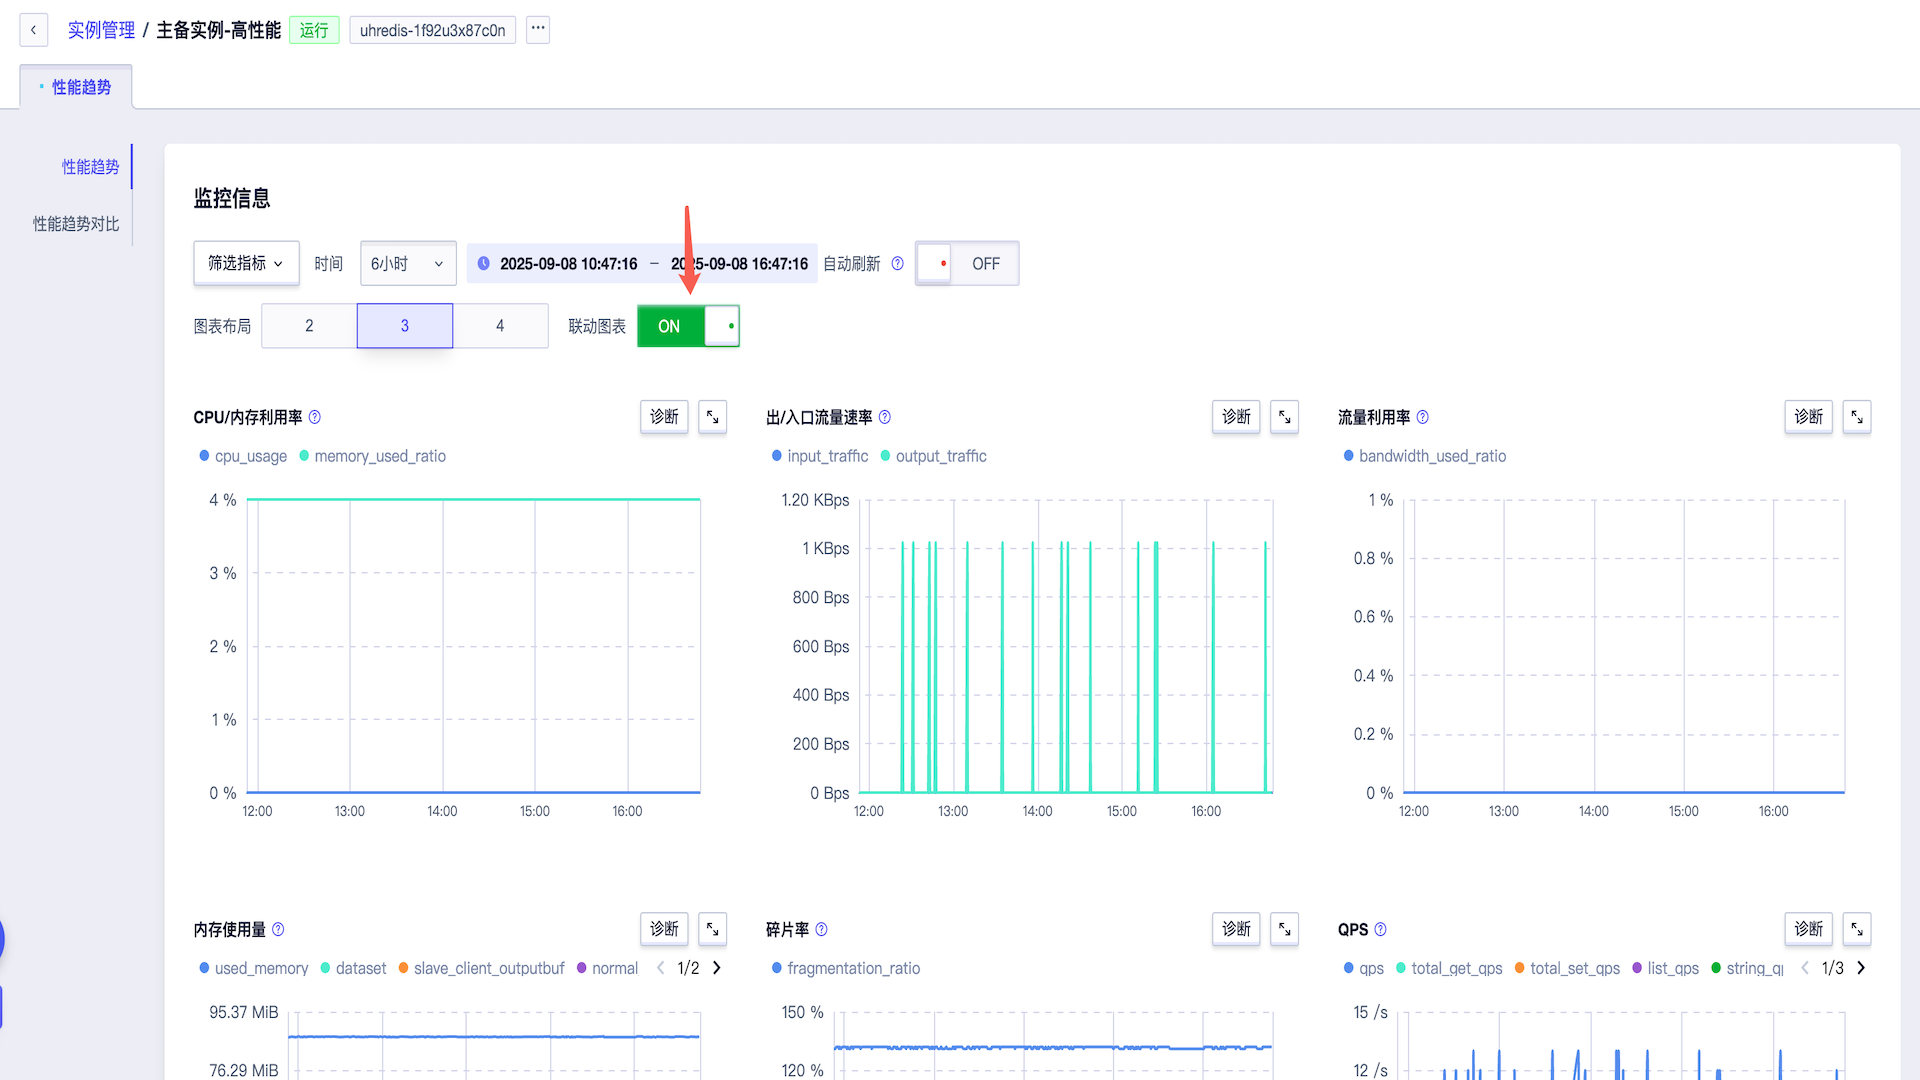 实例管理 / 主备实例-高性能 运行 uhredis-1f92u3x87c0n ···
性能趋势
性能趋势
性能趋势对比
监控信息
筛选指标 时间 6小时 2025-09-08 10:47:16 – 2025-09-08 16:47:16 自动刷新 OFF
图表布局 2 3 4 联动图表 ON
CPU/内存利用率 诊断
cpu_usage memory_used_ratio
4 %
3 %
2 %
1 %
0 %
12:00 13:00 14:00 15:00 16:00
出/入口流量速率 诊断
input_traffic output_traffic
1.20 KBps
1 KBps
800 Bps
600 Bps
400 Bps
200 Bps
0 Bps
12:00 13:00 14:00 15:00 16:00
流量利用率 诊断
bandwidth_used_ratio
1 %
0.8 %
0.6 %
0.4 %
0.2 %
0 %
12:00 13:00 14:00 15:00 16:00
内存使用量 诊断
used_memory dataset slave_client_outputbuf normal 1/2
95.37 MiB
76.29 MiB
碎片率 诊断
fragmentation_ratio
150 %
120 %
QPS 诊断
qps total_get_qps total_set_qps list_qps string_q 1/3
15 /s
12 /s